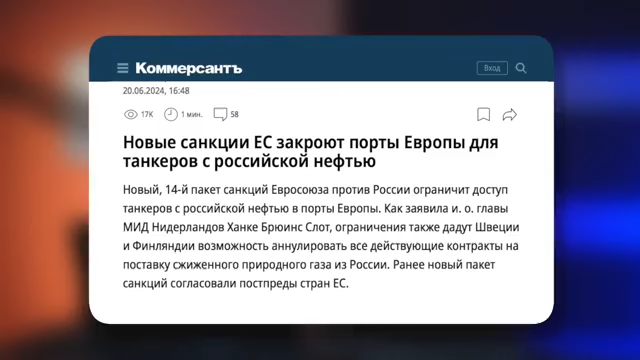 Коммерсантъ
Вход
20.06.2024, 16:48
17K 1 мин. 58
Новые санкции ЕС закроют порты Европы для
танкеров с российской нефтью
Новый, 14-й пакет санкций Евросоюза против России ограничит доступ
танкеров с российской нефтью в порты Европы. Как заявила и. о. главы
МИД Нидерландов Ханке Брюинс Слот, ограничения также дадут Швеции
и Финляндии возможность аннулировать все действующие контракты на
поставку сжиженного природного газа из России. Ранее новый пакет
санкций согласовали постпреды стран ЕС.